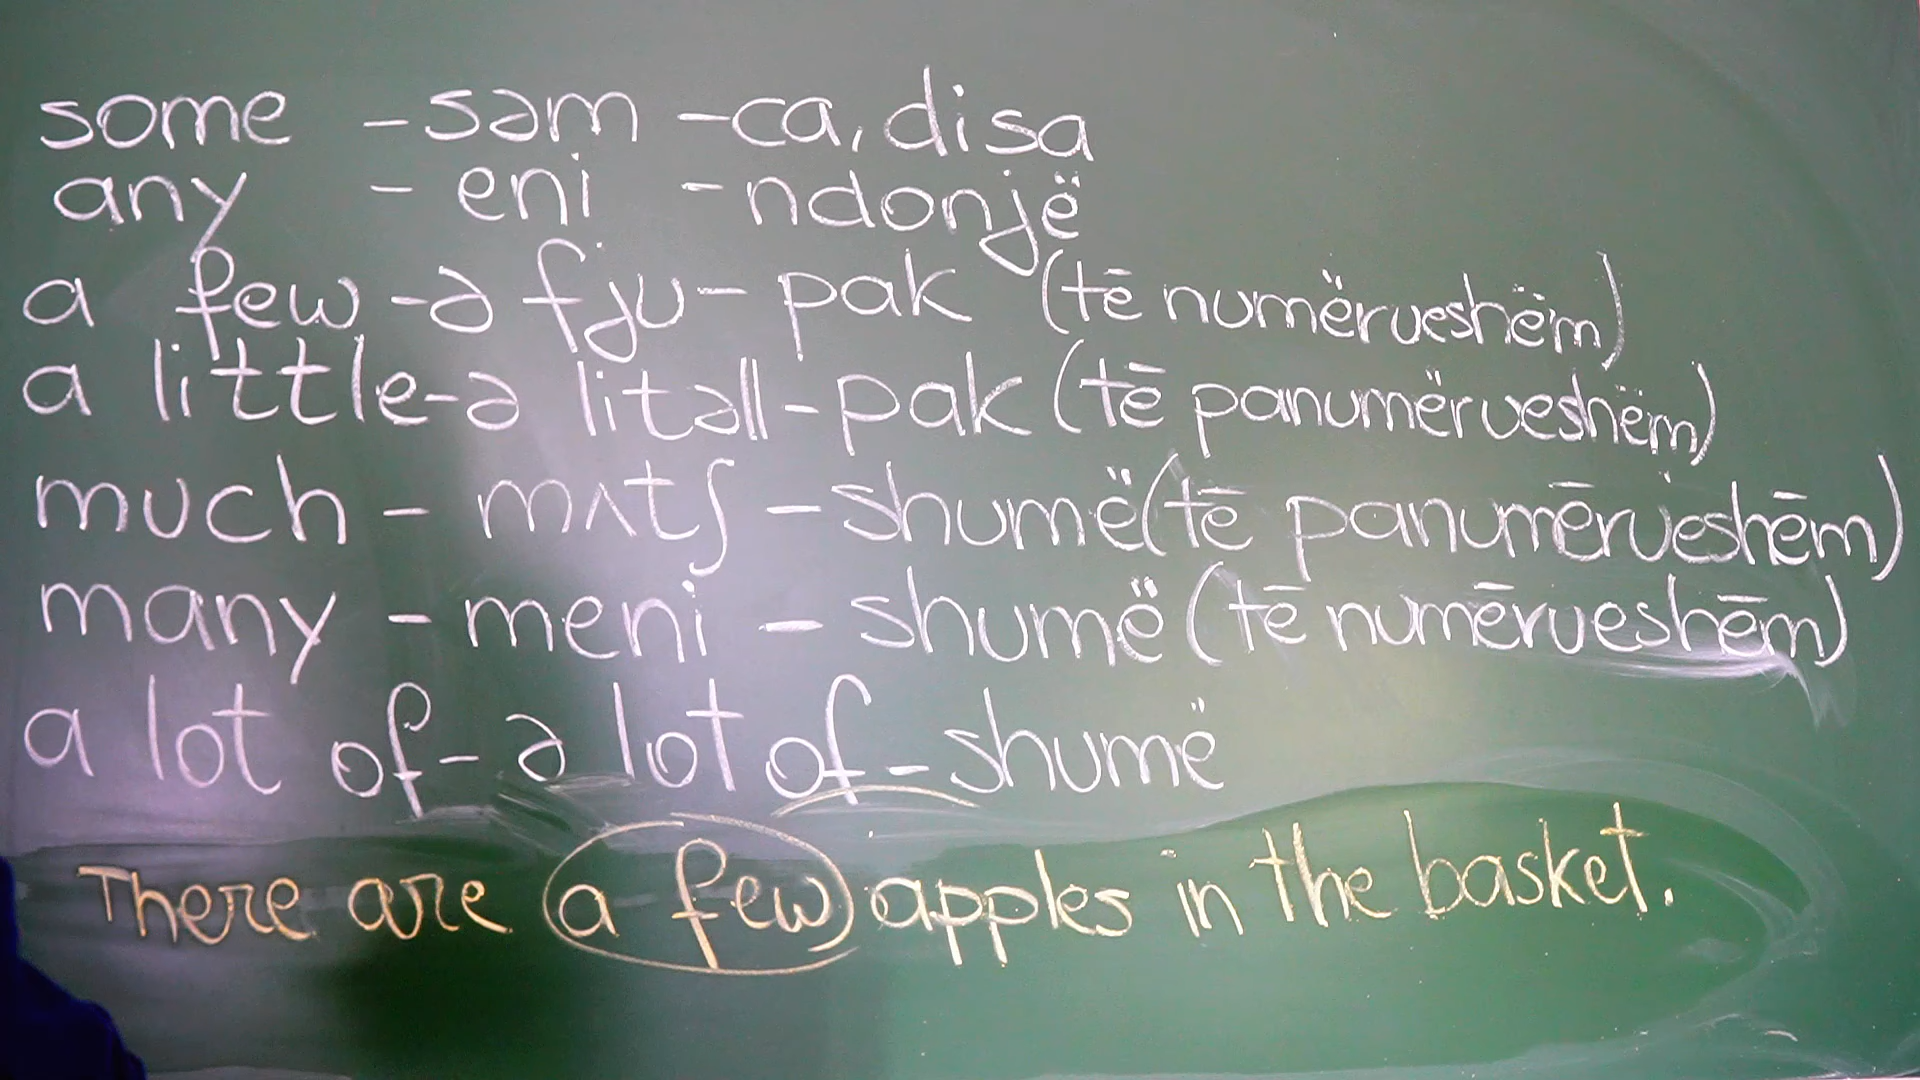 some - səm - ca, disa
any - eni - ndonjë
a few - ə fju - pak (të numërueshëm)
a little - ə litəll - pak (të panumërueshëm)
much - mʌtʃ - shumë (të panumërueshëm)
many - meni - shumë (të numërueshëm)
a lot of - ə lot of - shumë
There are a few apples in the basket.